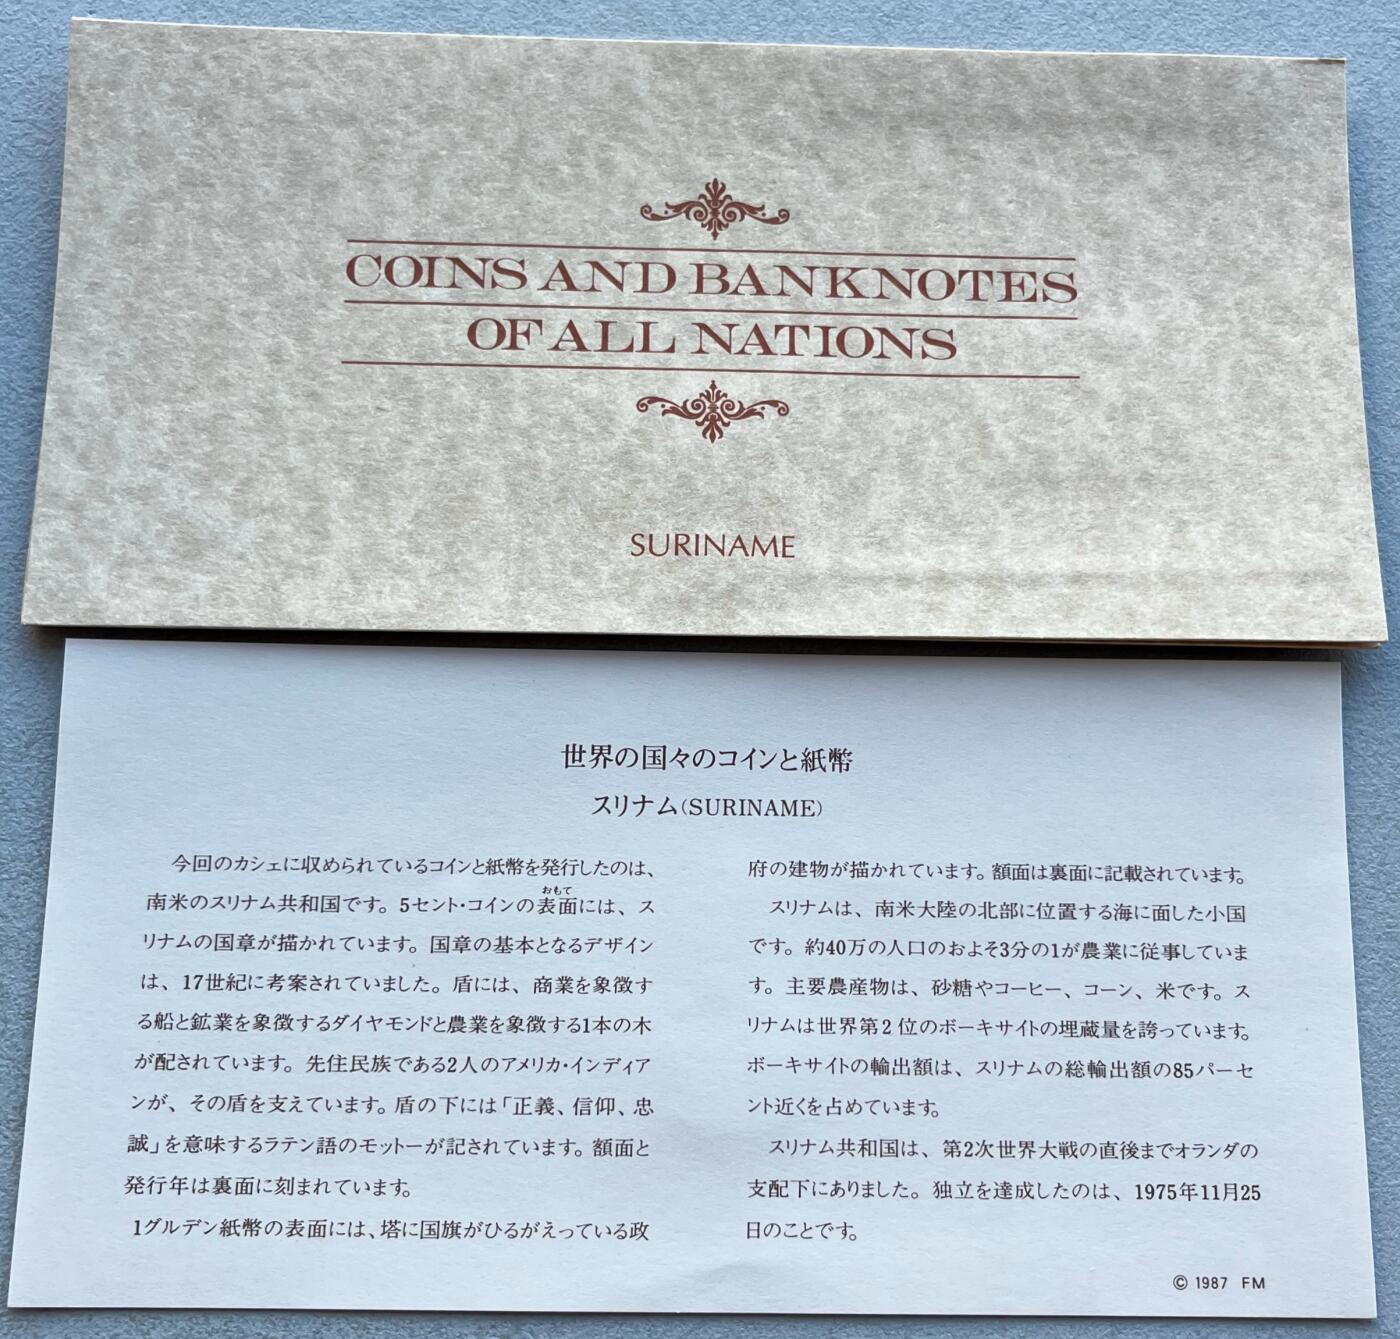 COINS AND BANKNOTES
OF ALL NATIONS
SURINAME
世界の国々のコインと紙幣
スリナム(SURINAME)
今回のカシェに収められているコインと紙幣を発行したのは、
南米のスリナム共和国です。5セント・コインの表面には、ス
おもて
リナムの国章が描かれています。国章の基本となるデザイン
は、17世紀に考案されていました。盾には、商業を象徴す
る船と鉱業を象徴するダイヤモンドと農業を象徴する1本の木
が配されています。先住民族である2人のアメリカ・インディア
ンが、その盾を支えています。盾の下には「正義、信仰、忠
誠」を意味するラテン語のモットーが記されています。額面と
発行年は裏面に刻まれています。
1グルデン紙幣の表面には、塔に国旗がひるがえっている政
府の建物が描かれています。額面は裏面に記載されています。
スリナムは、南米大陸の北部に位置する海に面した小国
です。約40万の人口のおよそ3分の1が農業に従事していま
す。主要農産物は、砂糖やコーヒー、コーン、米です。ス
リナムは世界第2位のボーキサイトの埋蔵量を誇っています。
ボーキサイトの輸出額は、スリナムの総輸出額の85パーセ
ント近くを占めています。
スリナム共和国は、第2次世界大戦の直後までオランダの
支配下にありました。独立を達成したのは、1975年11月25
日のことです。
© 1987 FM